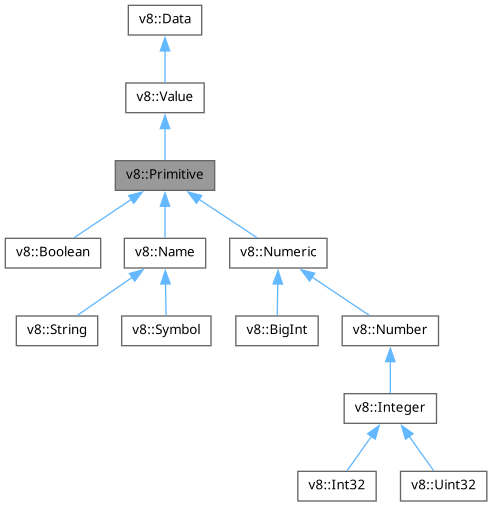 v8::Data
v8::Value
v8::Primitive
v8::Boolean
v8::Name
v8::Numeric
v8::String
v8::Symbol
v8::BigInt
v8::Number
v8::Integer
v8::Int32
v8::Uint32